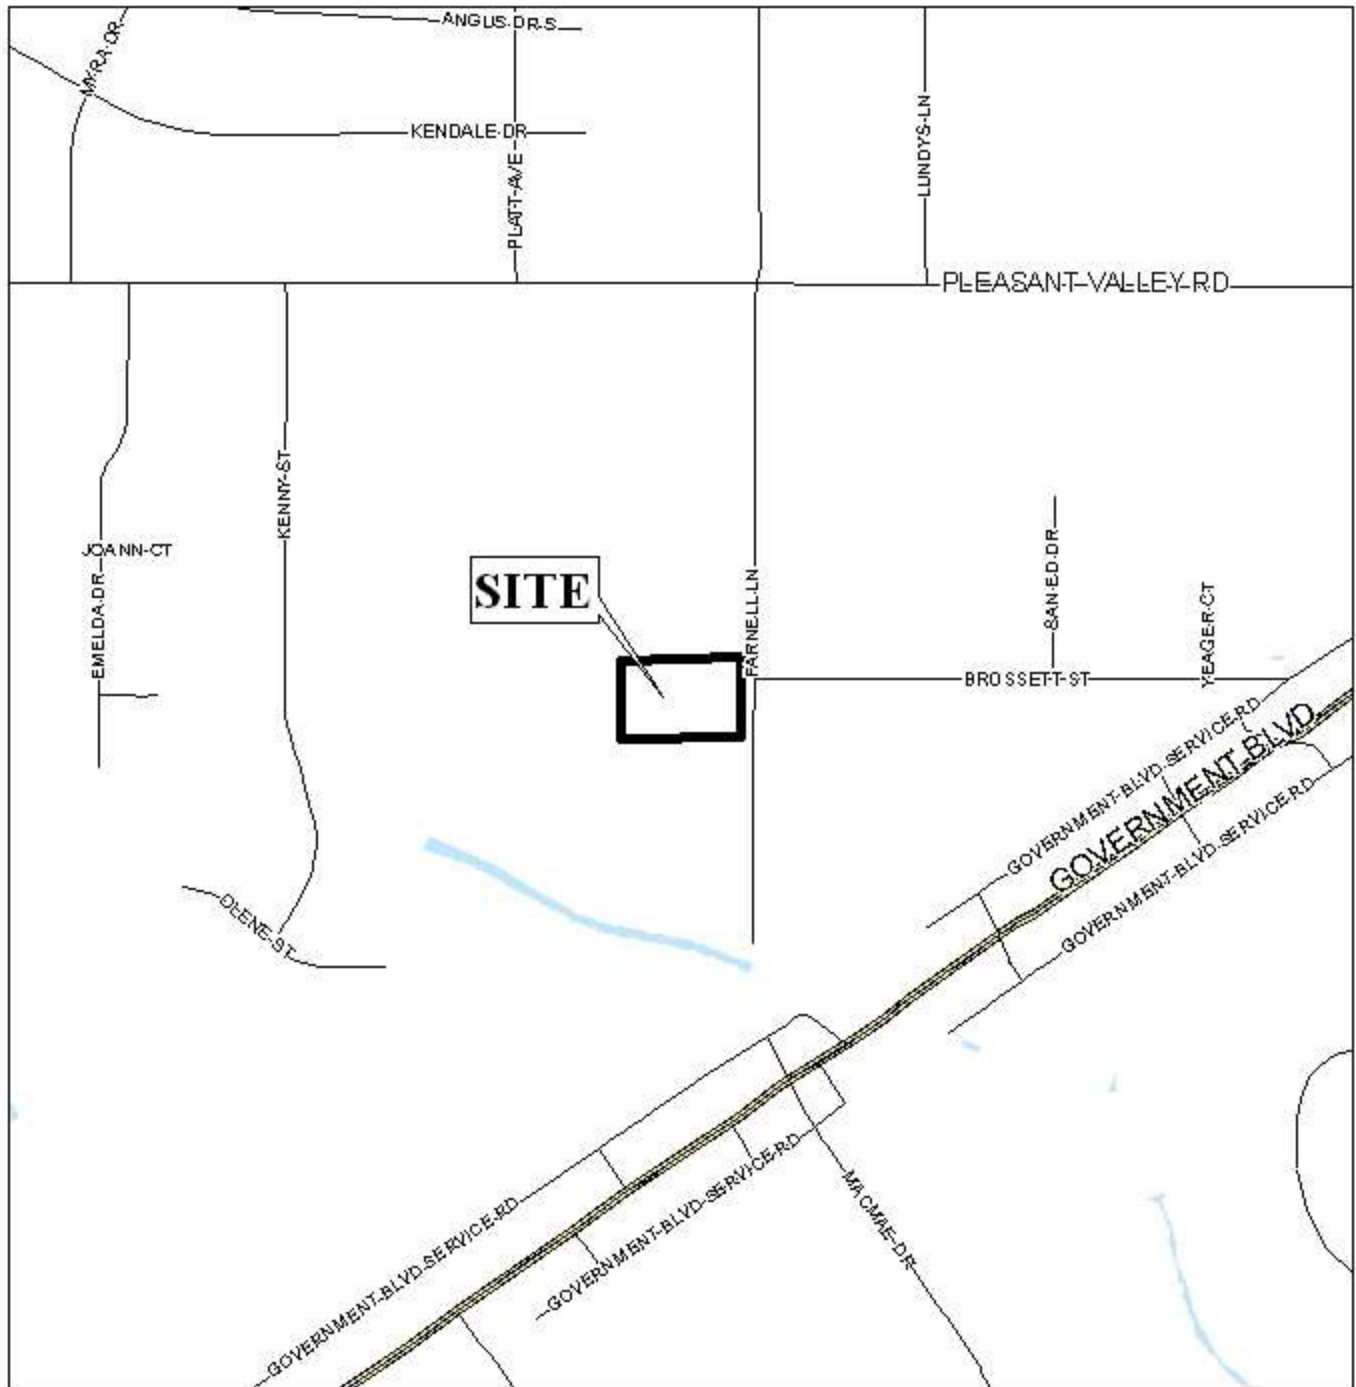 ANGUS DR S
MYRA DR
KENDALE DR
PLATT AVE
LUNDYS LN
PLEASANT VALLEY RD
KENNY ST
JOANN CT
EMELDA DR
SITE
FARNELL LN
SAN ED DR
YEAGER CT
BROSSETT ST
GOVERNMENT BLVD SERVICE RD
GOVERNMENT BLVD
GOVERNMENT BLVD SERVICE RD
OLENE ST
GOVERNMENT BLVD SERVICE RD
GOVERNMENT BLVD SERVICE RD
MACMAE DR